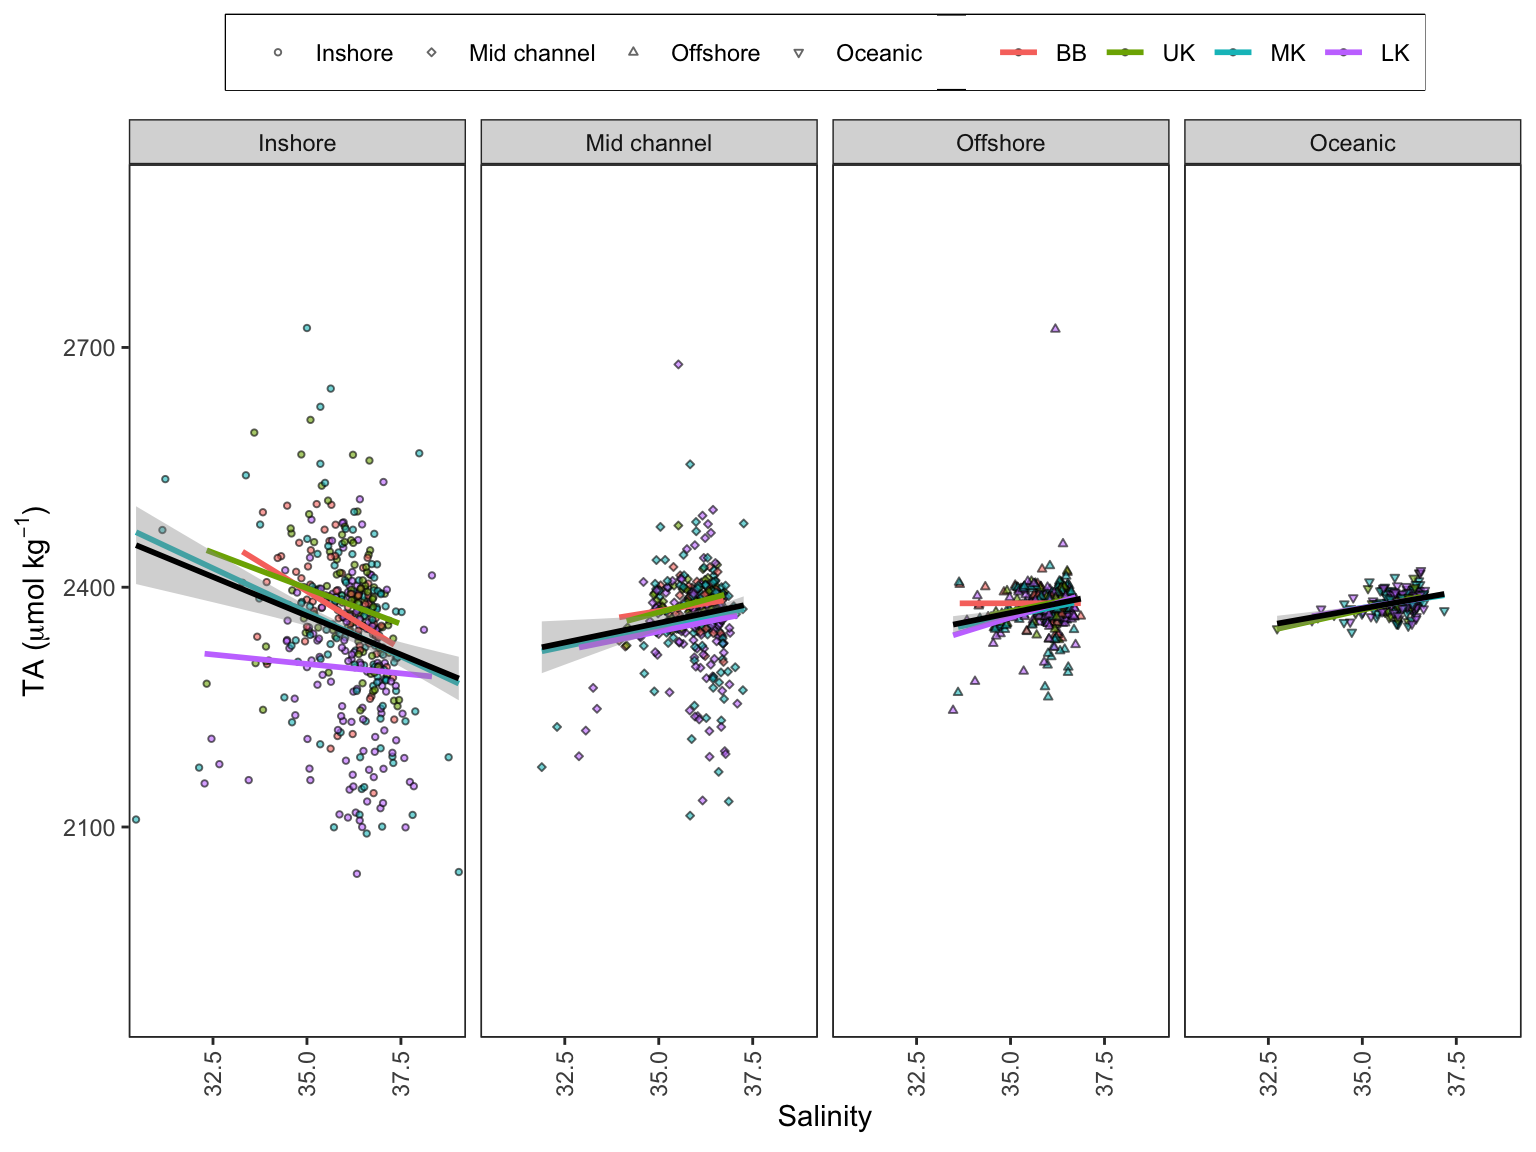 Inshore Mid channel Offshore Oceanic BB UK MK LK
Inshore Mid channel Offshore Oceanic
TA (μmol kg⁻¹)
2700
2400
2100
32.5 35.0 37.5 32.5 35.0 37.5 32.5 35.0 37.5 32.5 35.0 37.5
Salinity